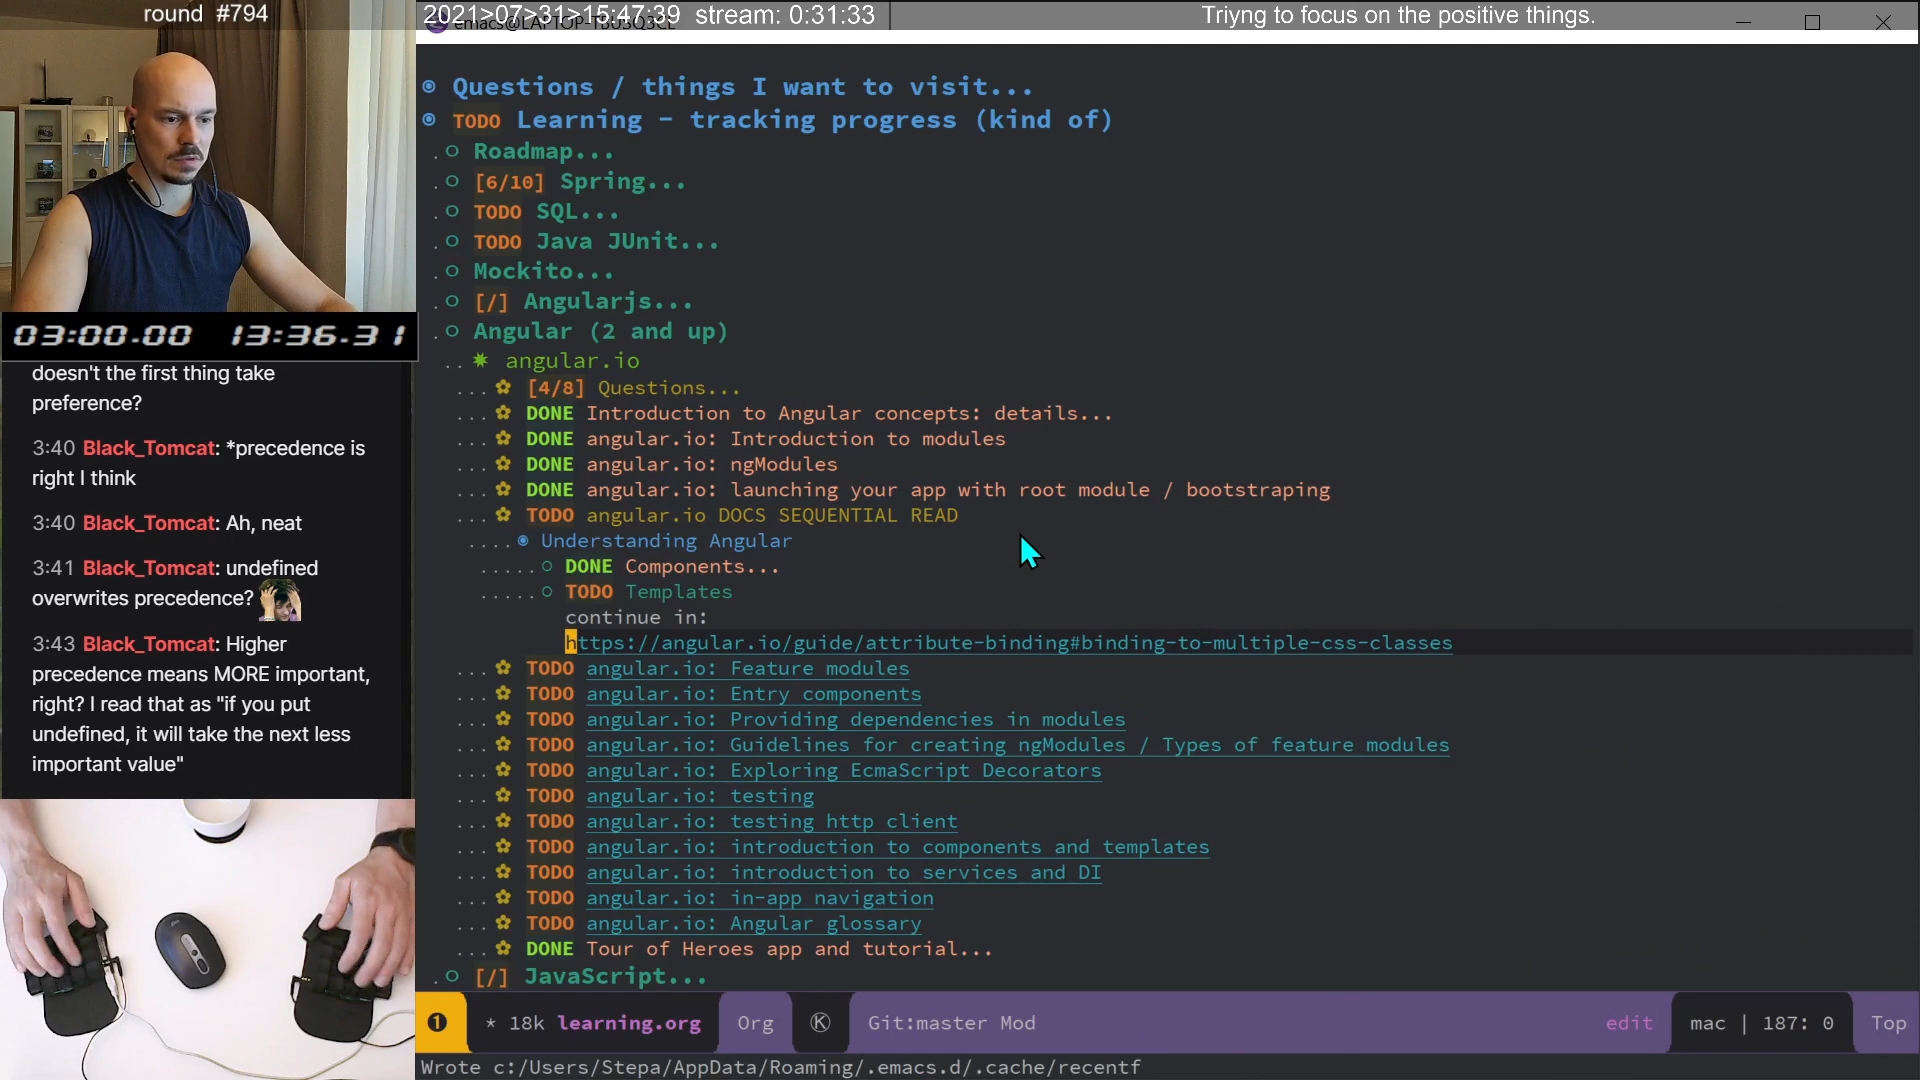 round #794
2021>07>31>15:47:39 stream: 0:31:33
Triyng to focus on the positive things.
Questions / things I want to visit...
TODO Learning - tracking progress (kind of)
Roadmap...
[6/10] Spring...
TODO SQL...
TODO Java JUnit...
Mockito...
[/] Angularjs...
Angular (2 and up)
angular.io
[4/8] Questions...
DONE Introduction to Angular concepts: details...
DONE angular.io: Introduction to modules
DONE angular.io: ngModules
DONE angular.io: launching your app with root module / bootstraping
TODO angular.io DOCS SEQUENTIAL READ
Understanding Angular
DONE Components...
TODO Templates
continue in:
https://angular.io/guide/attribute-binding#binding-to-multiple-css-classes
TODO angular.io: Feature modules
TODO angular.io: Entry components
TODO angular.io: Providing dependencies in modules
TODO angular.io: Guidelines for creating ngModules / Types of feature modules
TODO angular.io: Exploring EcmaScript Decorators
TODO angular.io: testing
TODO angular.io: testing http client
TODO angular.io: introduction to components and templates
TODO angular.io: introduction to services and DI
TODO angular.io: in-app navigation
TODO angular.io: Angular glossary
DONE Tour of Heroes app and tutorial...
[/] JavaScript...
03:00.00 13:36.31
doesn't the first thing take
preference?
3:40 Black_Tomcat: *precedence is
right I think
3:40 Black_Tomcat: Ah, neat
3:41 Black_Tomcat: undefined
overwrites precedence?
3:43 Black_Tomcat: Higher
precedence means MORE important,
right? I read that as "if you put
undefined, it will take the next less
important value"
1 * 18k learning.org Org K Git:master Mod edit mac | 187: 0 Top
Wrote c:/Users/Stepa/AppData/Roaming/.emacs.d/.cache/recentf